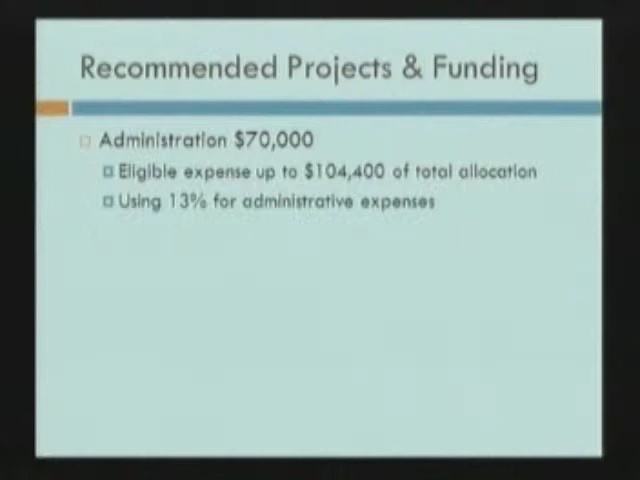 Recommended Projects & Funding
Administration $70,000
Eligible expense up to $104,400 of total allocation
Using 13% for administrative expenses